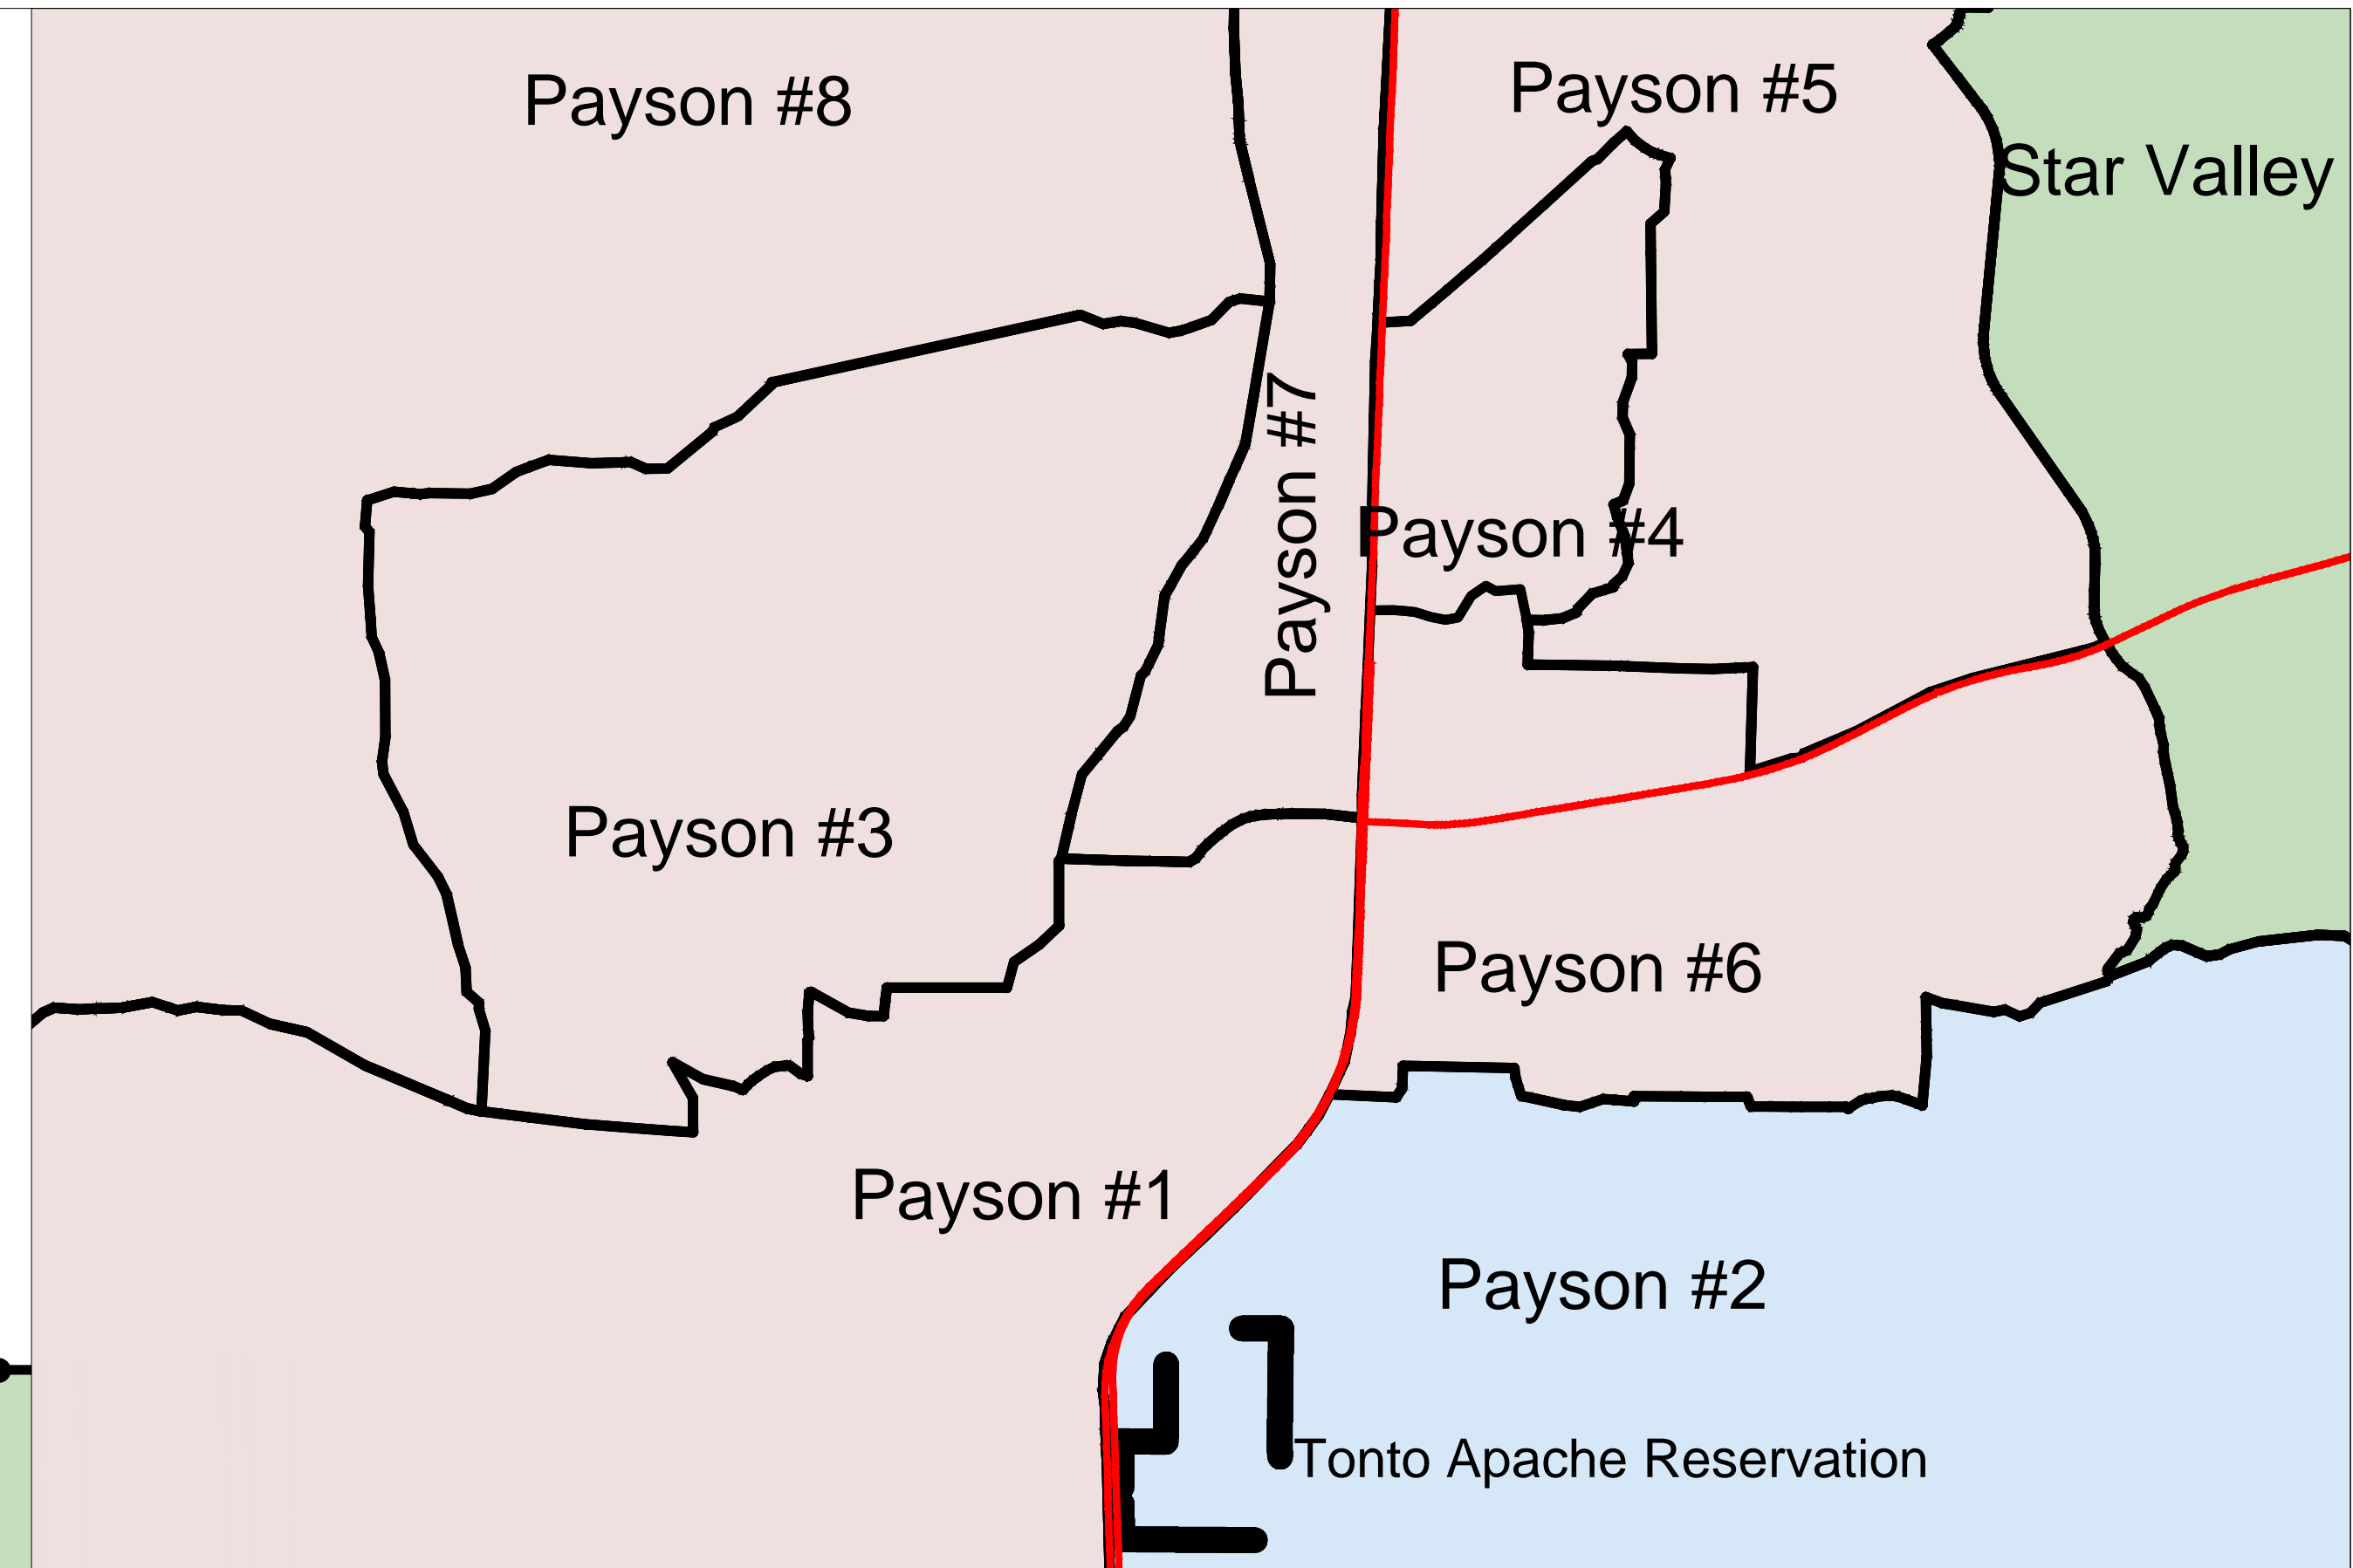 Payson #8
Payson #5
Star Valley
Payson #7
Payson #4
Payson #3
Payson #6
Payson #1
Payson #2
Tonto Apache Reservation